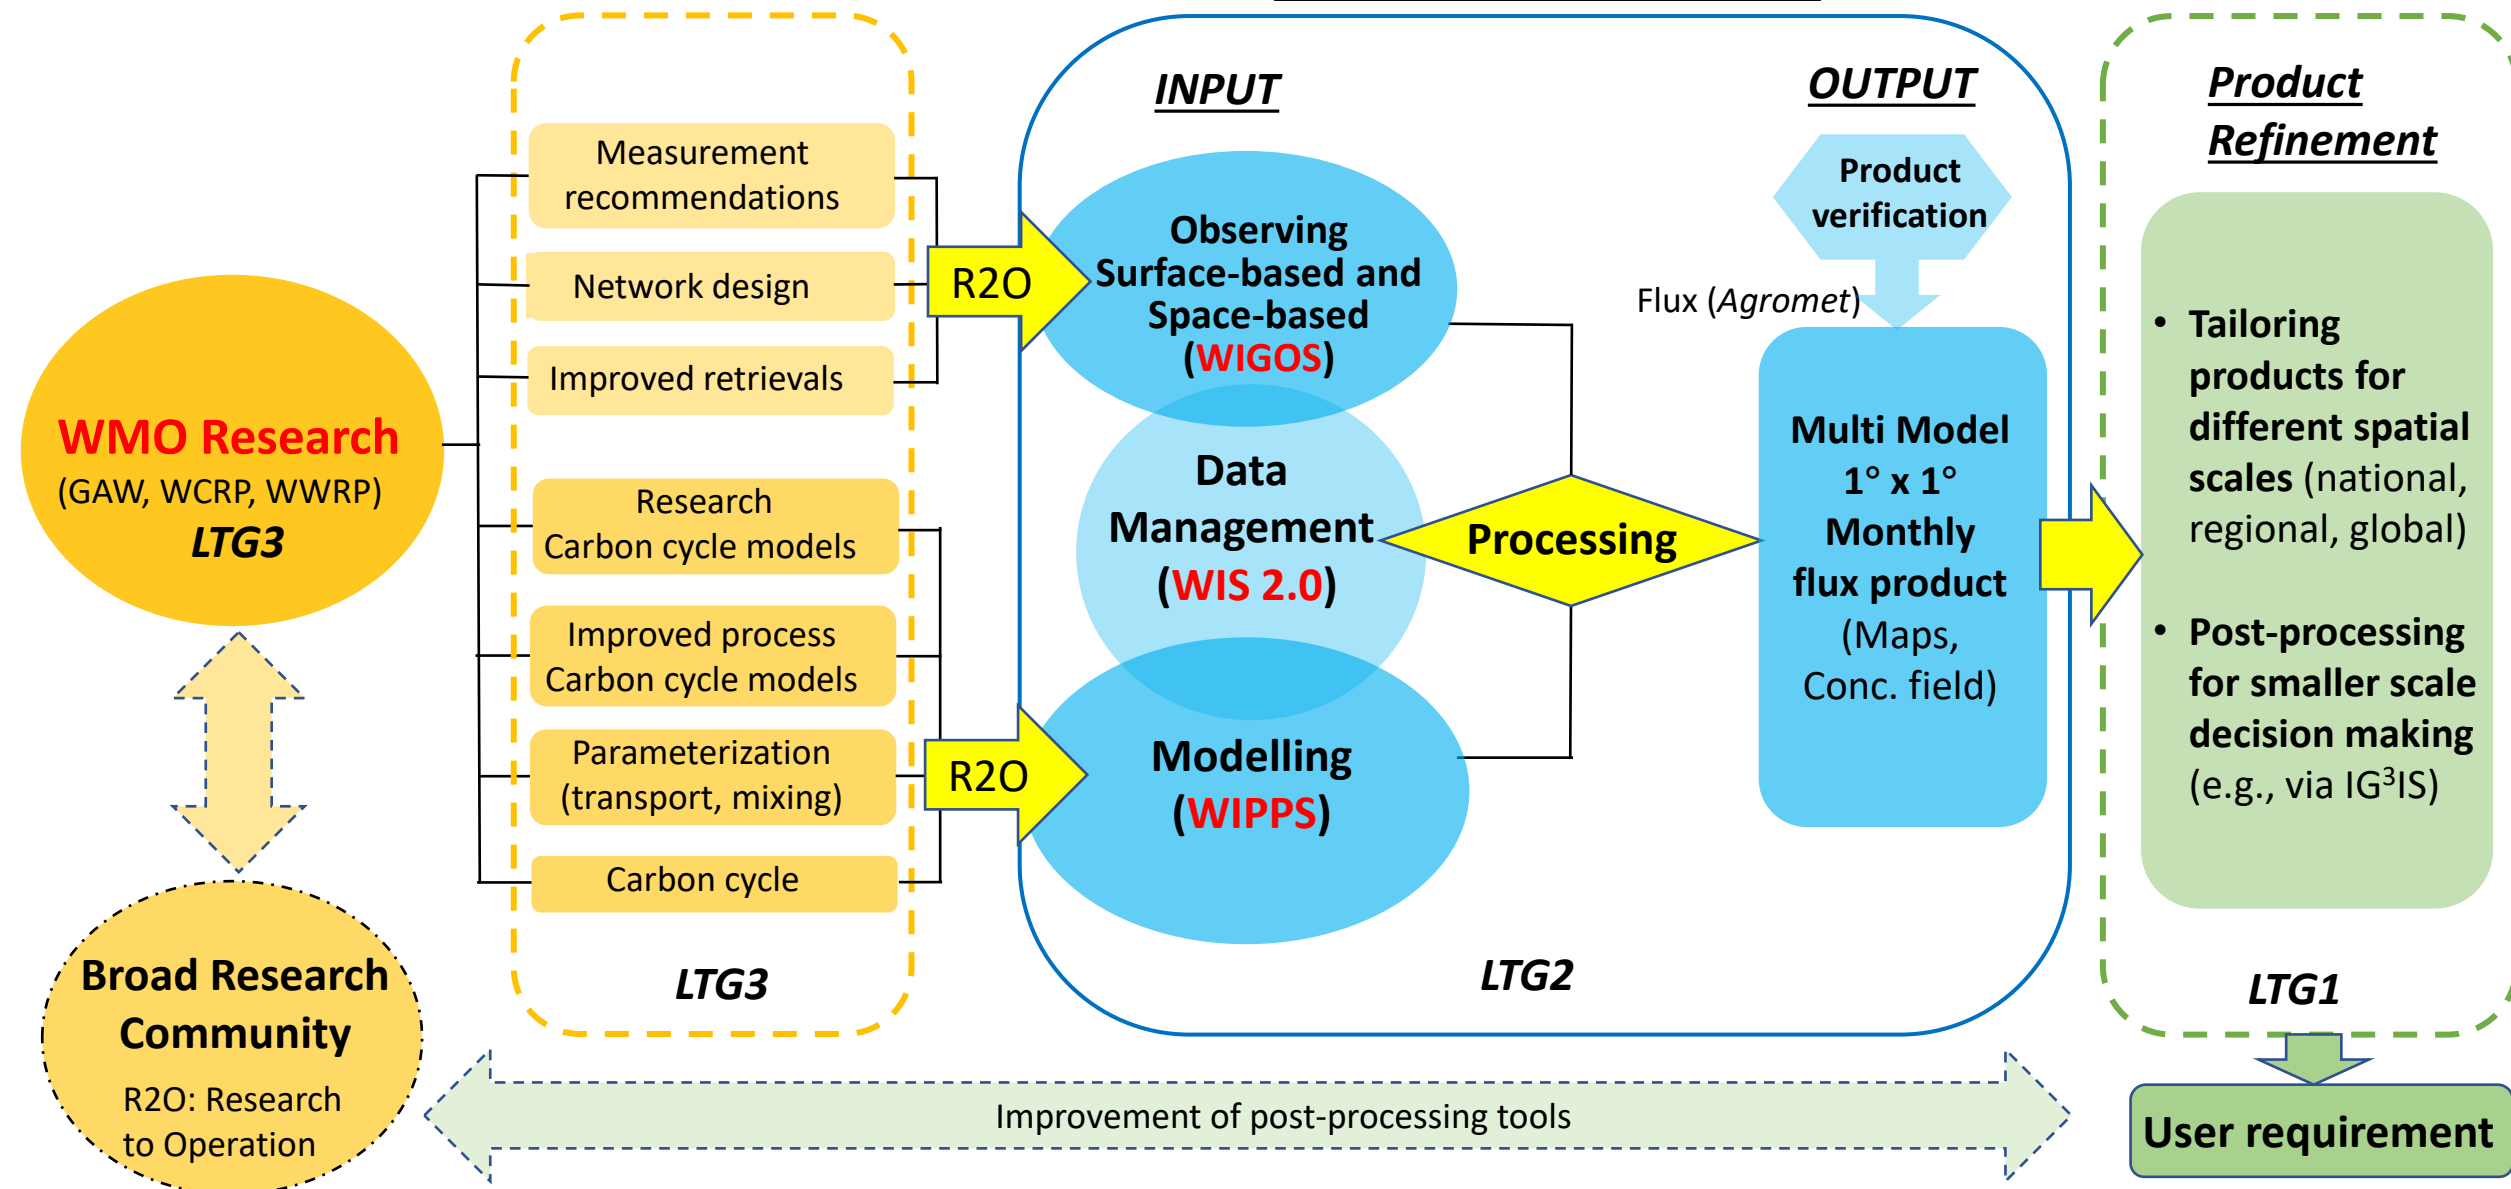 WMO Research
(GAW, WCRP, WWRP)
LTG3
Broad Research
Community
R2O: Research
to Operation
Measurement
recommendations
Network design
Improved retrievals
Research
Carbon cycle models
Improved process
Carbon cycle models
Parameterization
(transport, mixing)
Carbon cycle
LTG3
R2O
R2O
INPUT
Observing
Surface-based and
Space-based
(WIGOS)
Data
Management
(WIS 2.0)
Modelling
(WIPPS)
Processing
OUTPUT
Product
verification
Flux (Agromet)
Multi Model
1° x 1°
Monthly
flux product
(Maps,
Conc. field)
LTG2
Product
Refinement
• Tailoring
products for
different spatial
scales (national,
regional, global)
• Post-processing
for smaller scale
decision making
(e.g., via IG³IS)
LTG1
Improvement of post-processing tools
User requirement